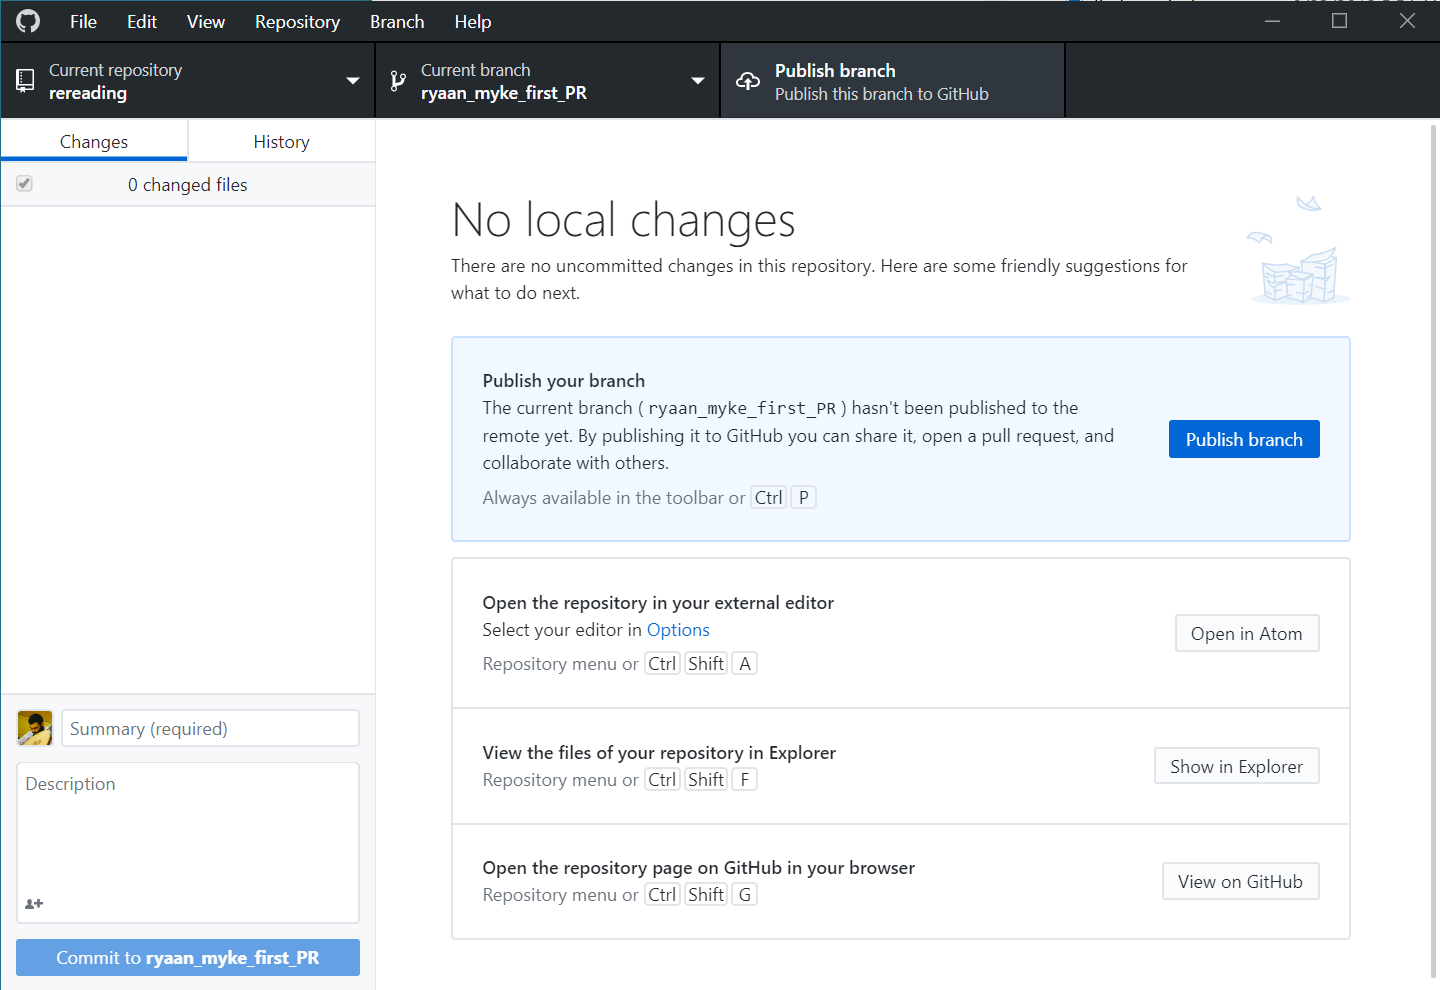 File Edit View Repository Branch Help
Current repository
rereading
Current branch
ryaan_myke_first_PR
Publish branch
Publish this branch to GitHub
Changes
History
0 changed files
No local changes
There are no uncommitted changes in this repository. Here are some friendly suggestions for
what to do next.
Publish your branch
The current branch ( ryaan_myke_first_PR ) hasn't been published to the
remote yet. By publishing it to GitHub you can share it, open a pull request, and
collaborate with others.
Always available in the toolbar or Ctrl P
Publish branch
Open the repository in your external editor
Select your editor in Options
Repository menu or Ctrl Shift A
Open in Atom
View the files of your repository in Explorer
Repository menu or Ctrl Shift F
Show in Explorer
Open the repository page on GitHub in your browser
Repository menu or Ctrl Shift G
View on GitHub
Summary (required)
Description
Commit to ryaan_myke_first_PR